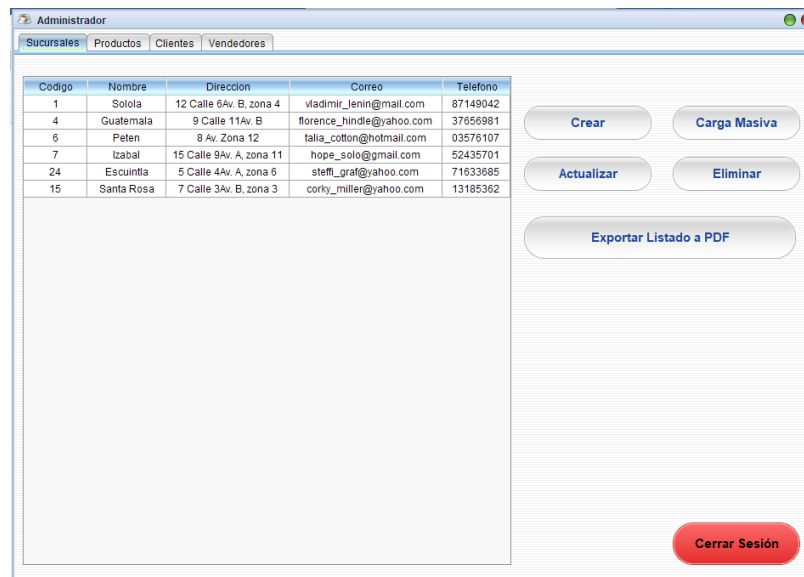 Administrador
Sucursales Productos Clientes Vendedores
Codigo Nombre Direccion Correo Telefono
1 Solola 12 Calle 6Av. B, zona 4 vladimir_lenin@mail.com 87149042
4 Guatemala 9 Calle 11Av. B florence_hindle@yahoo.com 37656981
6 Peten 8 Av. Zona 12 talia_cotton@hotmail.com 03576107
7 Izabal 15 Calle 9Av. A, zona 11 hope_solo@gmail.com 52435701
24 Escuintla 5 Calle 4Av. A, zona 6 steffi_graf@yahoo.com 71633685
15 Santa Rosa 7 Calle 3Av. B, zona 3 corky_miller@yahoo.com 13185362
Crear Carga Masiva
Actualizar Eliminar
Exportar Listado a PDF
Cerrar Sesión